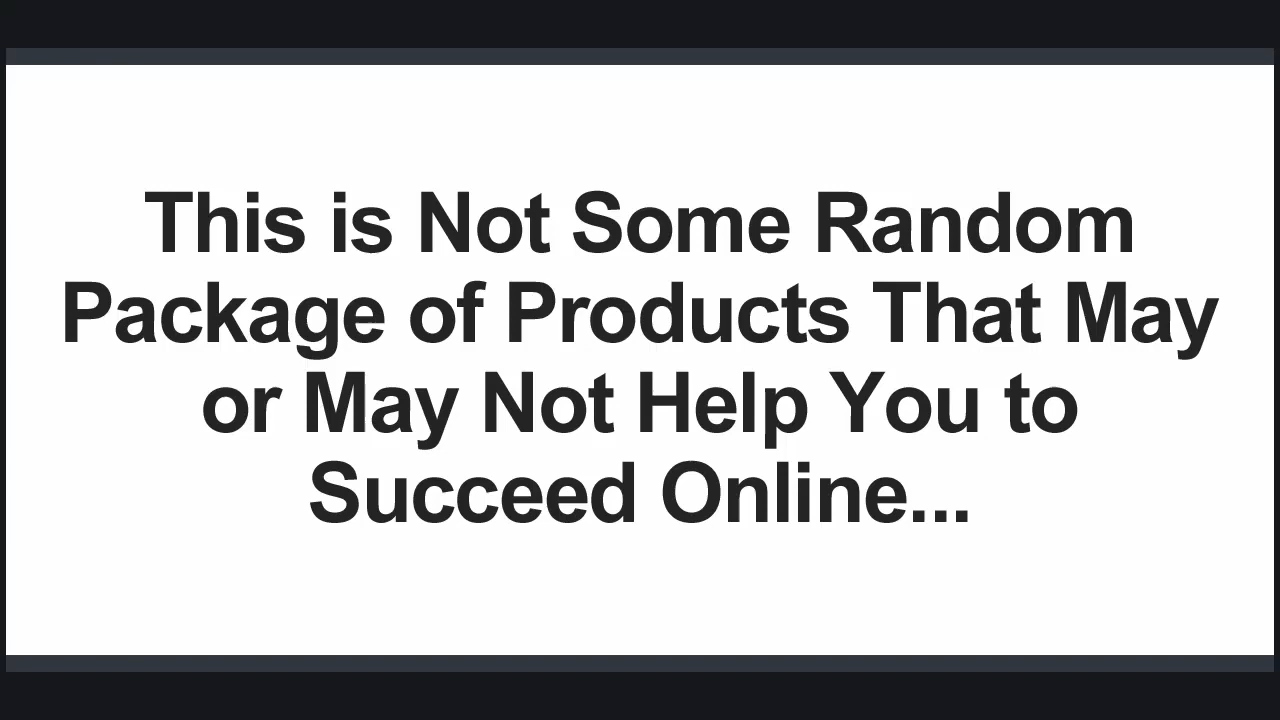 This is Not Some Random
Package of Products That May
or May Not Help You to
Succeed Online...